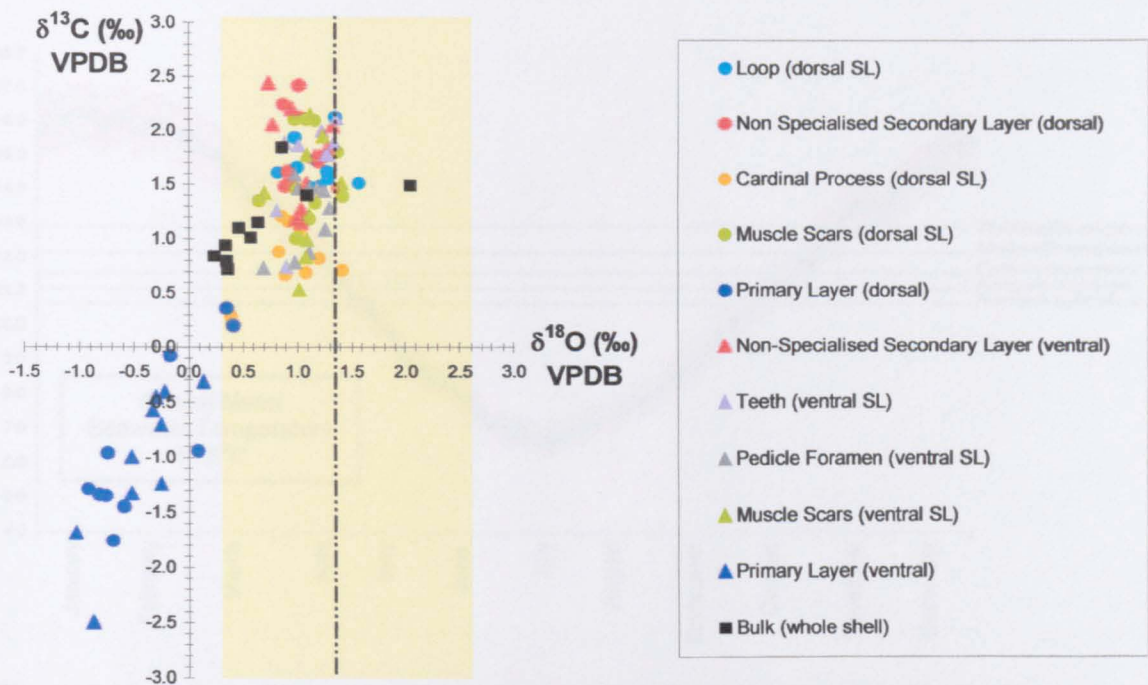 δ13C (‰)
VPDB
3.0
2.5
2.0
1.5
1.0
0.5
0.0
-0.5
-1.0
-1.5
-2.0
-2.5
-3.0
-1.5 -1.0 -0.5 0.0 0.5 1.0 1.5 2.0 2.5 3.0
δ18O (‰)
VPDB
Loop (dorsal SL)
Non Specialised Secondary Layer (dorsal)
Cardinal Process (dorsal SL)
Muscle Scars (dorsal SL)
Primary Layer (dorsal)
Non-Specialised Secondary Layer (ventral)
Teeth (ventral SL)
Pedicle Foramen (ventral SL)
Muscle Scars (ventral SL)
Primary Layer (ventral)
Bulk (whole shell)